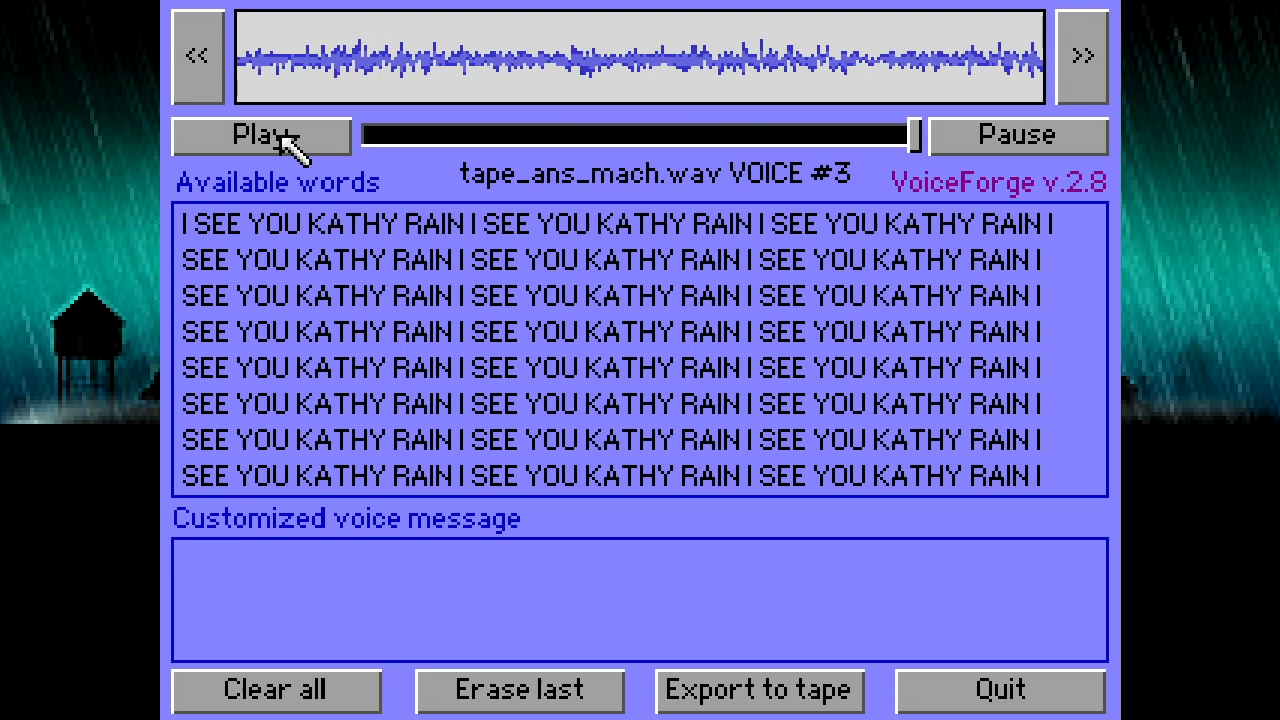 << >>
Play Pause
tape_ans_mach.wav VOICE #3
Available words VoiceForge v.2.8
I SEE YOU KATHY RAIN I SEE YOU KATHY RAIN I SEE YOU KATHY RAIN I
SEE YOU KATHY RAIN I SEE YOU KATHY RAIN I SEE YOU KATHY RAIN I
SEE YOU KATHY RAIN I SEE YOU KATHY RAIN I SEE YOU KATHY RAIN I
SEE YOU KATHY RAIN I SEE YOU KATHY RAIN I SEE YOU KATHY RAIN I
SEE YOU KATHY RAIN I SEE YOU KATHY RAIN I SEE YOU KATHY RAIN I
SEE YOU KATHY RAIN I SEE YOU KATHY RAIN I SEE YOU KATHY RAIN I
SEE YOU KATHY RAIN I SEE YOU KATHY RAIN I SEE YOU KATHY RAIN I
SEE YOU KATHY RAIN I SEE YOU KATHY RAIN I SEE YOU KATHY RAIN I
Customized voice message
Clear all Erase last Export to tape Quit